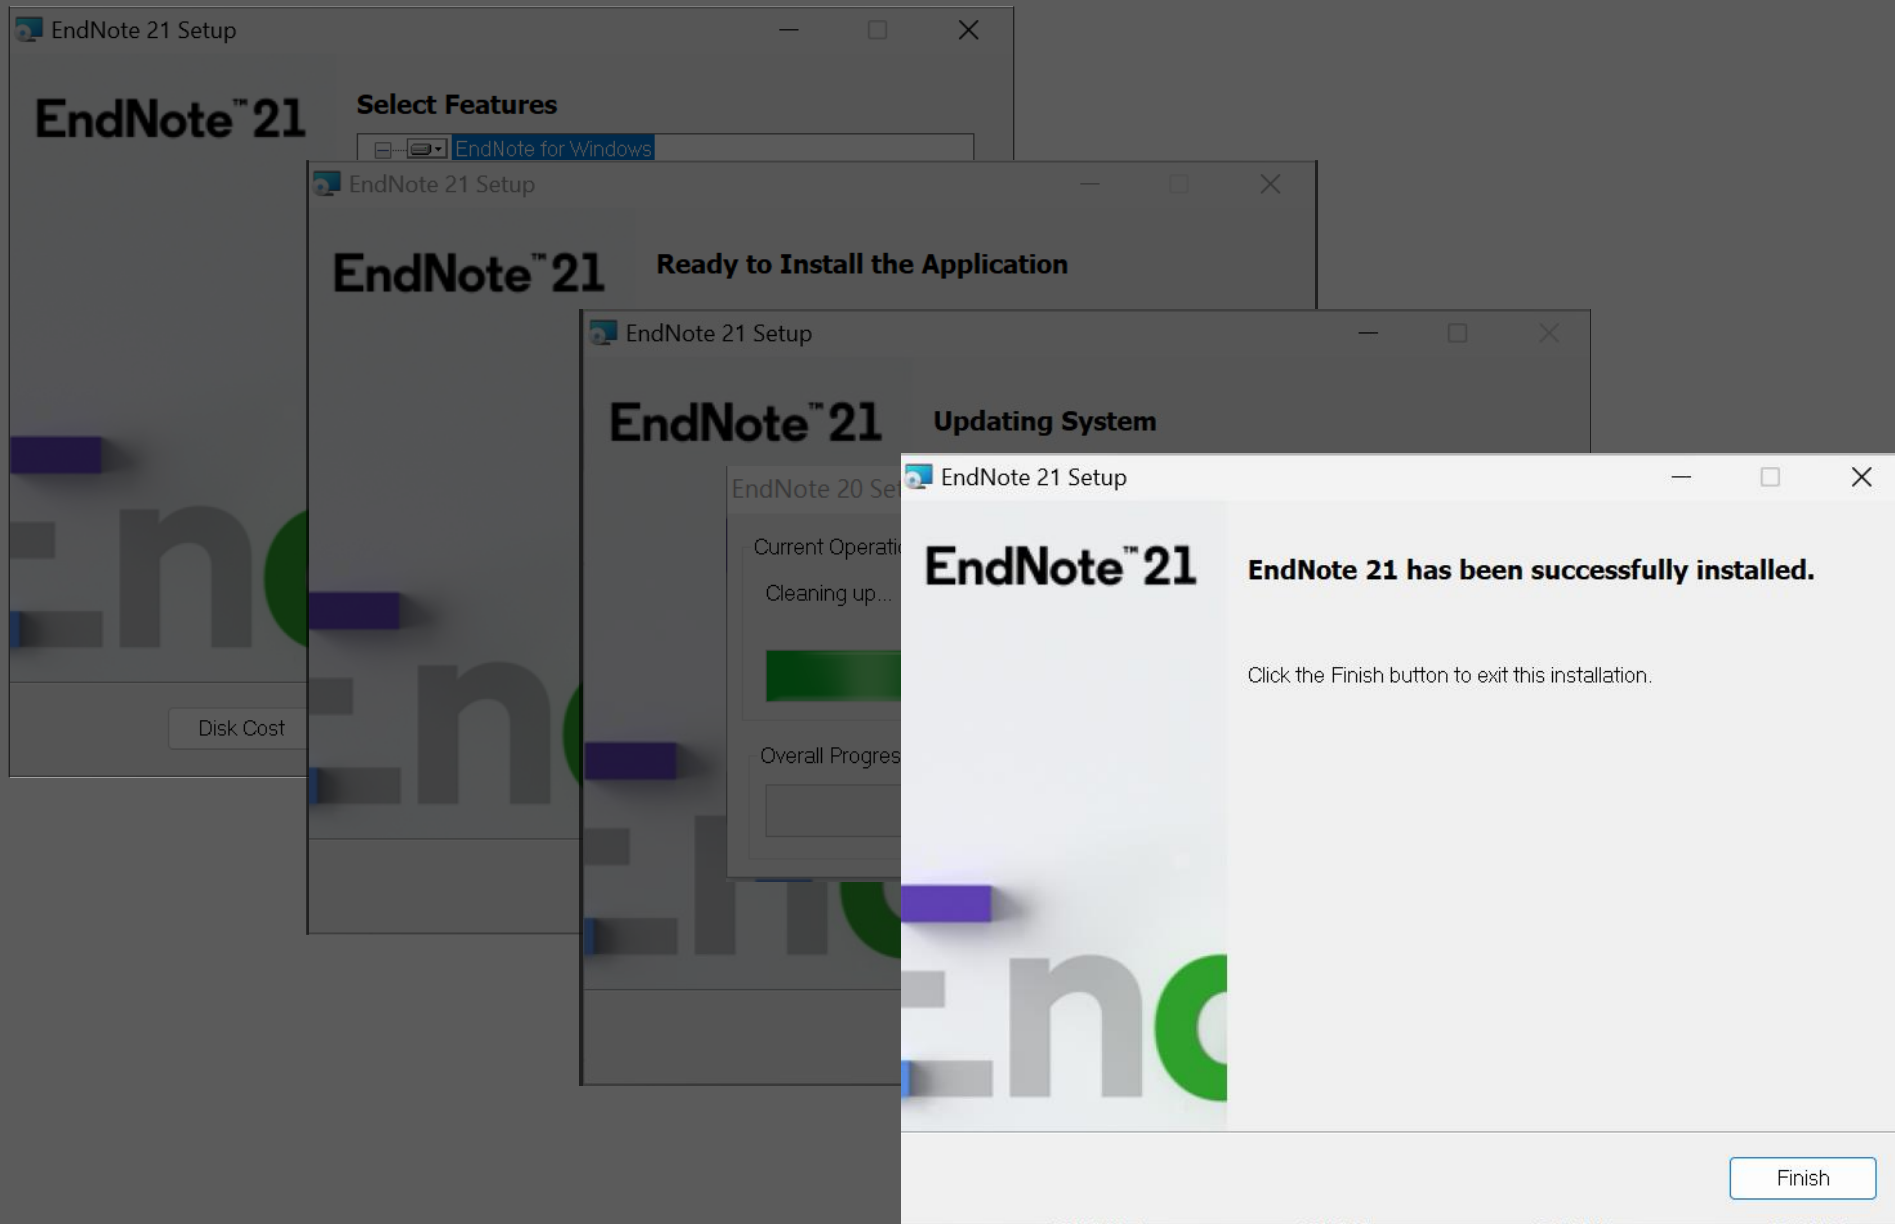 EndNote 21 Setup
EndNote™21
Select Features
EndNote for Windows
Disk Cost
EndNote 21 Setup
EndNote™21
Ready to Install the Application
EndNote 21 Setup
EndNote™21
Updating System
EndNote 20 Se
Current Operati
Cleaning up...
Overall Progres
EndNote 21 Setup
EndNote™21
EndNote 21 has been successfully installed.
Click the Finish button to exit this installation.
Finish